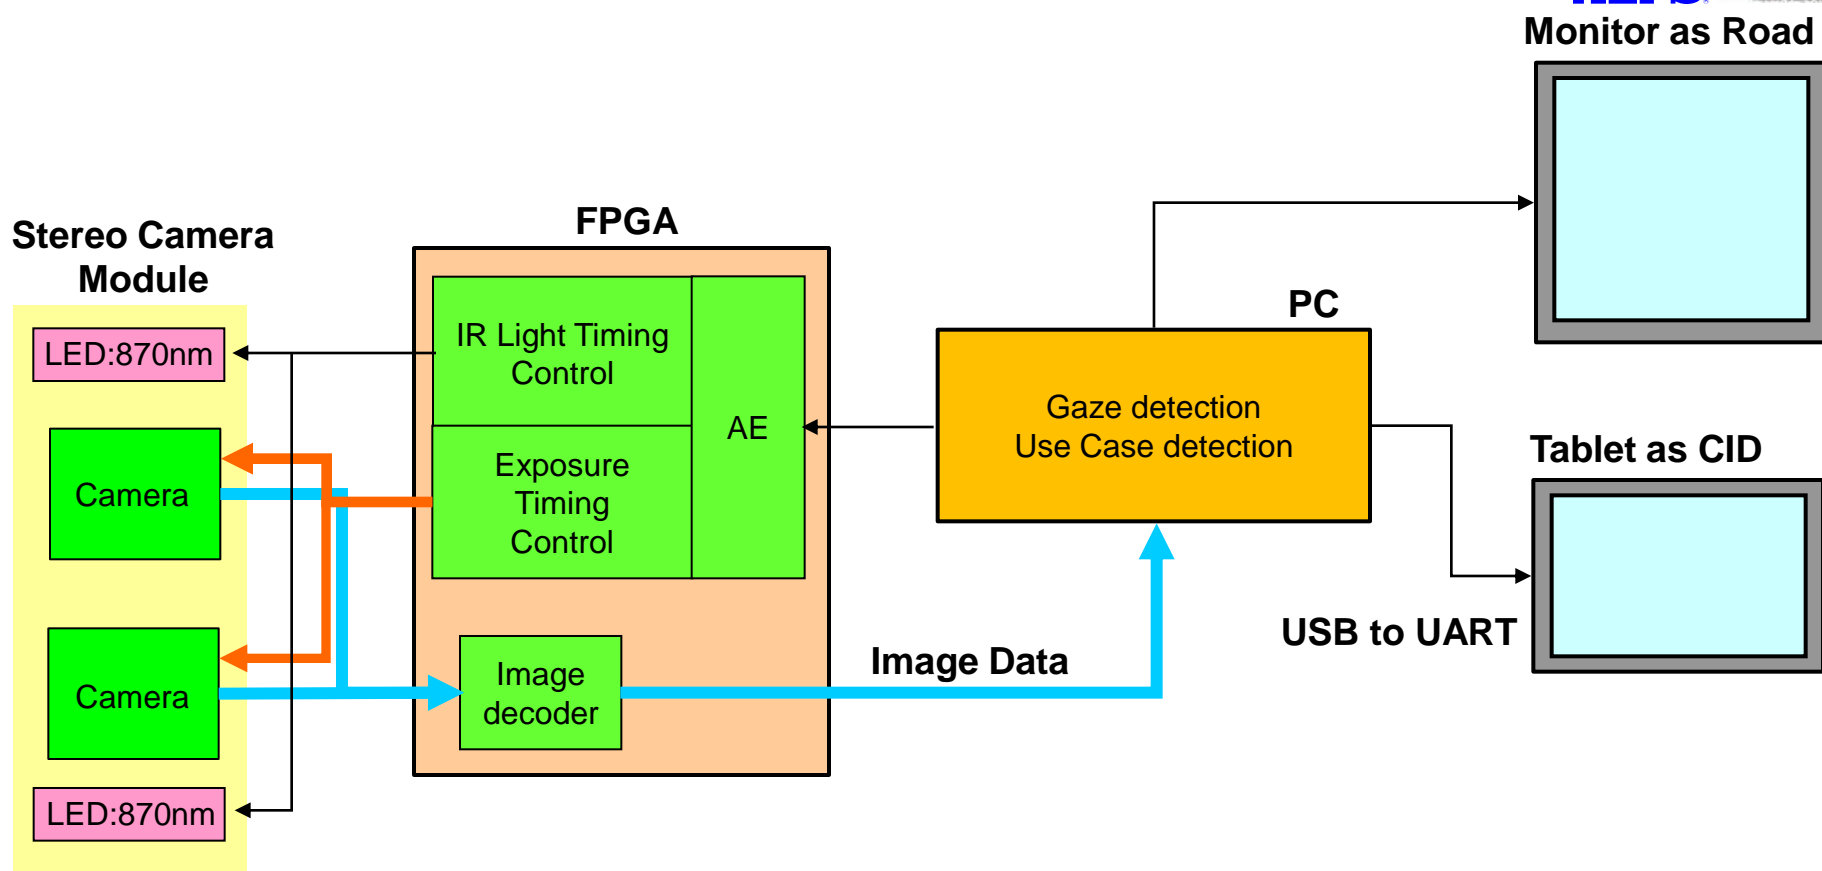 Monitor as Road
Stereo Camera
Module
FPGA
PC
LED:870nm
IR Light Timing
Control
AE
Gaze detection
Use Case detection
Camera
Exposure
Timing
Control
Tablet as CID
USB to UART
Image Data
Camera
Image
decoder
LED:870nm